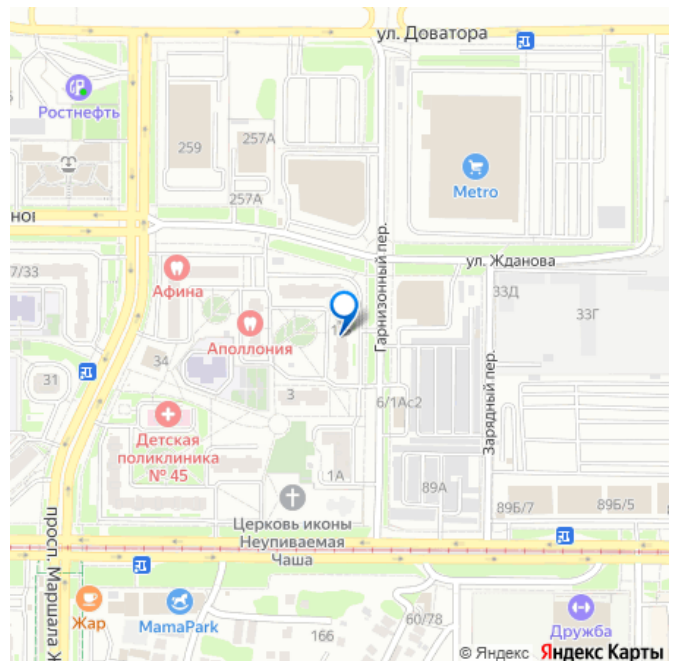 ул. Доватора
Ростнефть
259
257А
Metro
257А
Гарнизонный пер.
ул. Жданова
7/33
Афина
33Д
33Г
Аполлония
34
31
3
6/1Ас2
Зарядный пер.
Детская
поликлиника
№ 45
1А
89А
89Б/7
89Б/5
Церковь иконы
Неупиваемая
Чаша
просп. Маршала Ж
Жар
MamaPark
166
60/78
Дружба
© Яндекс Яндекс Карты